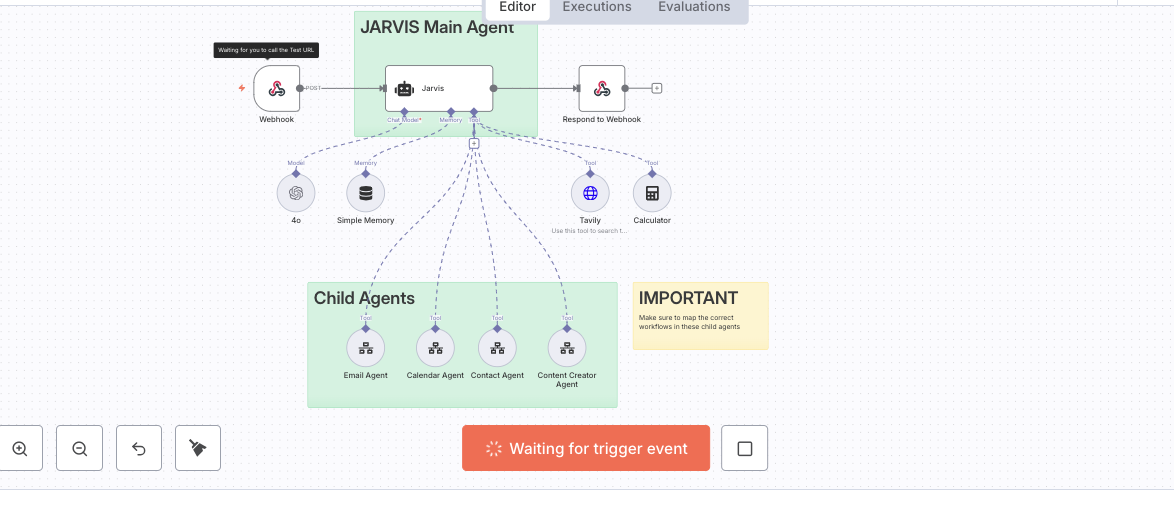 Editor
Executions
Evaluations
JARVIS Main Agent
Waiting for you to call the Test URL
POST
Jarvis
Chat Model*
Memory
Tool
Webhook
Respond to Webhook
Model
Memory
Tool
Tool
4o
Simple Memory
Tavily
Calculator
Use this tool to search t...
Child Agents
IMPORTANT
Make sure to map the correct
workflows in these child agents
Tool
Tool
Tool
Tool
Email Agent
Calendar Agent
Contact Agent
Content Creator
Agent
Waiting for trigger event